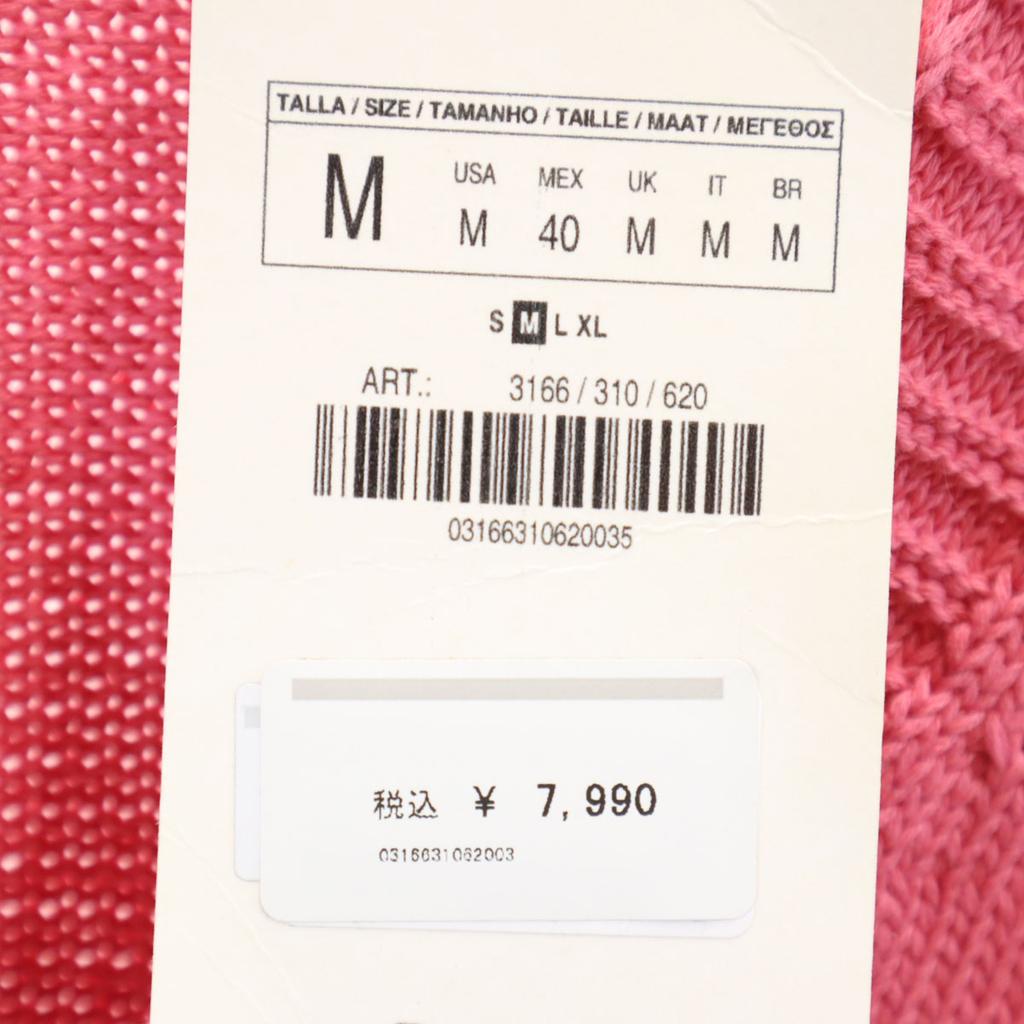 TALLA / SIZE / TAMANHO / TAILLE / MAAT / ΜΕΓΕΘΟΣ
M USA MEX UK IT BR
M 40 M M M
S M L XL
ART.: 3166 / 310 / 620
03166310620035
税込 ¥ 7,990
0316631062003